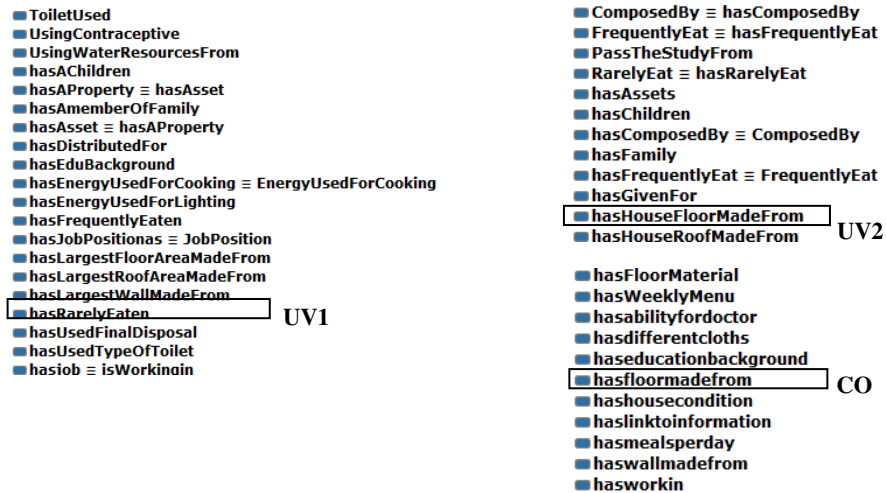 ToiletUsed
UsingContraceptive
UsingWaterResourcesFrom
hasAChildren
hasAProperty ≡ hasAsset
hasAmemberOfFamily
hasAsset ≡ hasAProperty
hasDistributedFor
hasEduBackground
hasEnergyUsedForCooking ≡ EnergyUsedForCooking
hasEnergyUsedForLighting
hasFrequentlyEaten
hasJobPositionas ≡ JobPosition
hasLargestFloorAreaMadeFrom
hasLargestRoofAreaMadeFrom
hasLargestWallMadeFrom
hasRarelyEaten
UV1
hasUsedFinalDisposal
hasUsedTypeOfToilet
hasjob ≡ isWorkingin
ComposedBy ≡ hasComposedBy
FrequentlyEat ≡ hasFrequentlyEat
PassTheStudyFrom
RarelyEat ≡ hasRarelyEat
hasAssets
hasChildren
hasComposedBy ≡ ComposedBy
hasFamily
hasFrequentlyEat ≡ FrequentlyEat
hasGivenFor
hasHouseFloorMadeFrom
UV2
hasHouseRoofMadeFrom
hasFloorMaterial
hasWeeklyMenu
hasabilityfordoctor
hasdifferentcloths
haseducationbackground
hasfloormadefrom
CO
hashousecondition
haslinktoinformation
hasmealsperday
haswallmadefrom
hasworkin